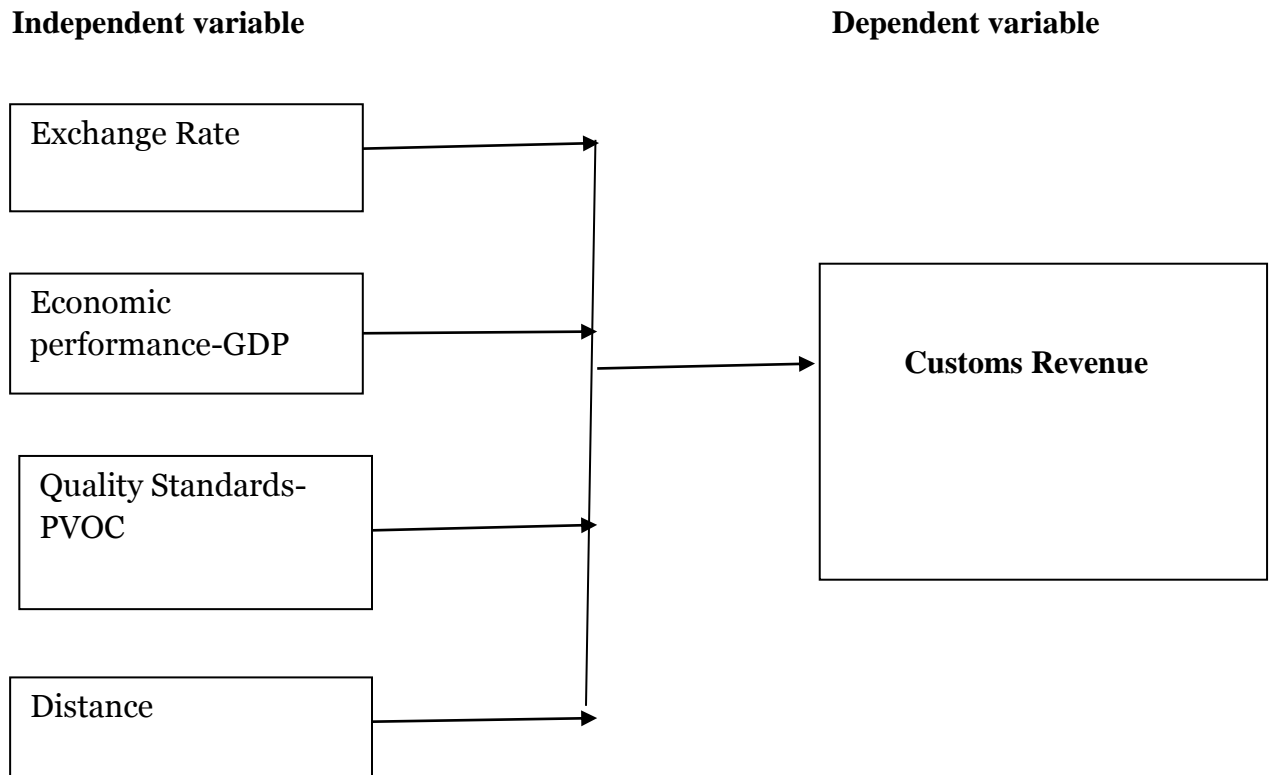 Independent variable
Dependent variable
Exchange Rate
Economic
performance-GDP
Customs Revenue
Quality Standards-
PVOC
Distance